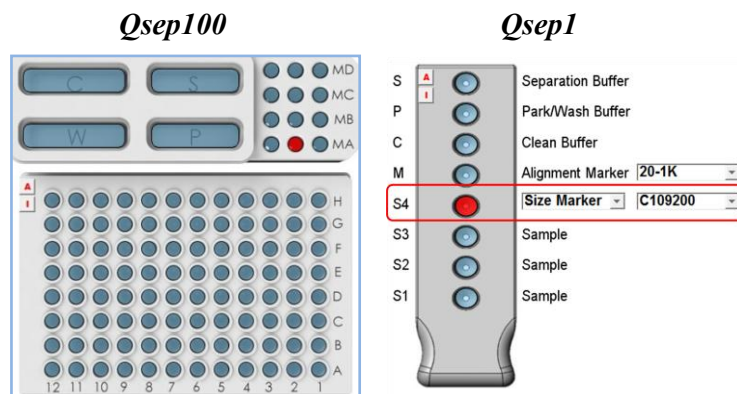 Qsep100
C S
W P
MD
MC
MB
MA
A
I
H
G
F
E
D
C
B
A
12 11 10 9 8 7 6 5 4 3 2 1
Qsep1
A
I
S Separation Buffer
P Park/Wash Buffer
C Clean Buffer
M Alignment Marker 20-1K
S4 Size Marker C109200
S3 Sample
S2 Sample
S1 Sample